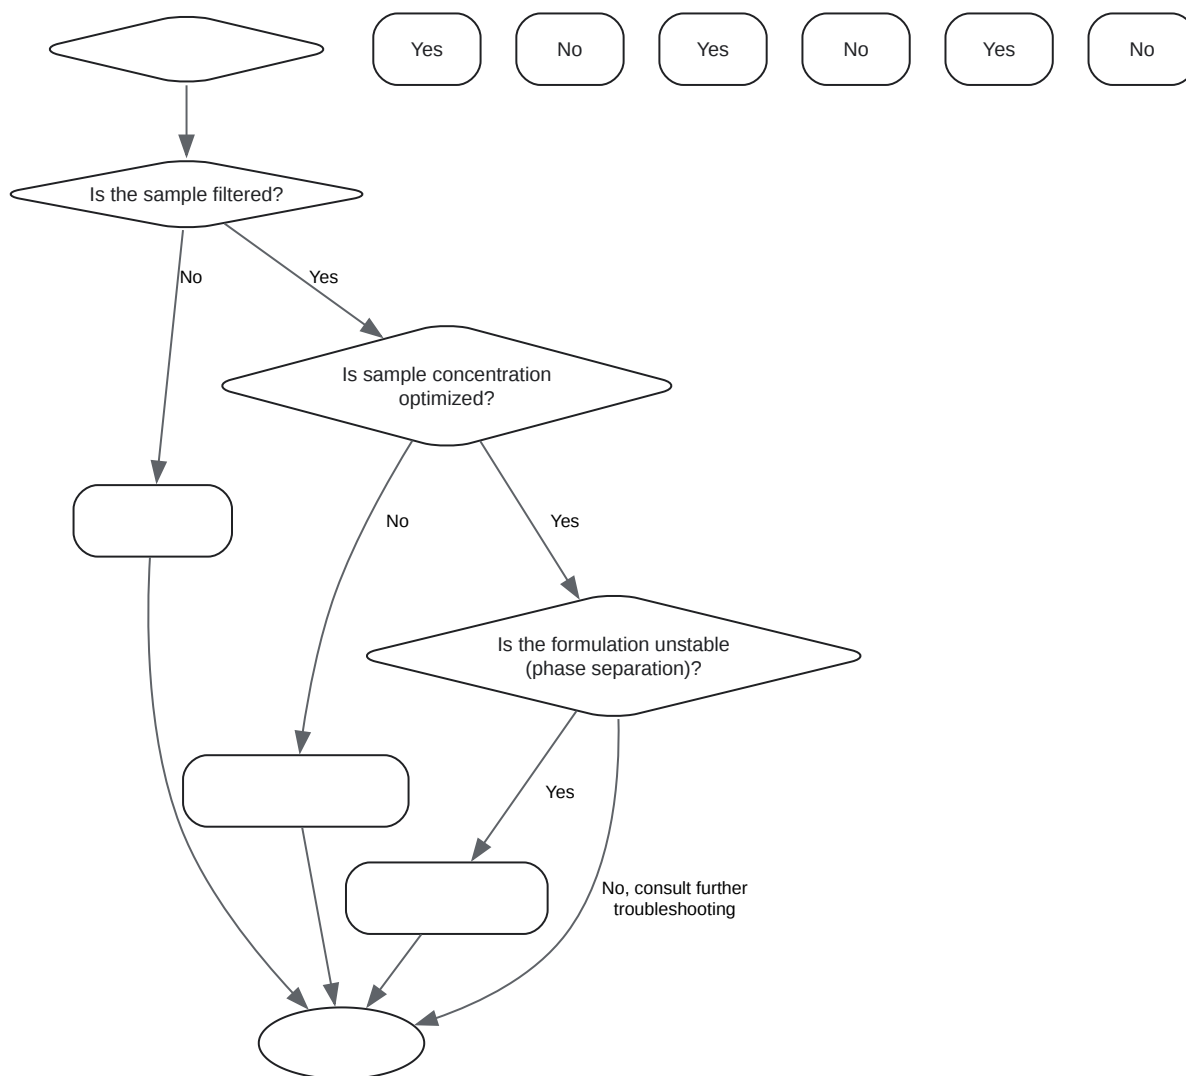 Yes
No
Yes
No
Yes
No
Is the sample filtered?
No
Yes
Is sample concentration
optimized?
No
Yes
Is the formulation unstable
(phase separation)?
Yes
No, consult further
troubleshooting